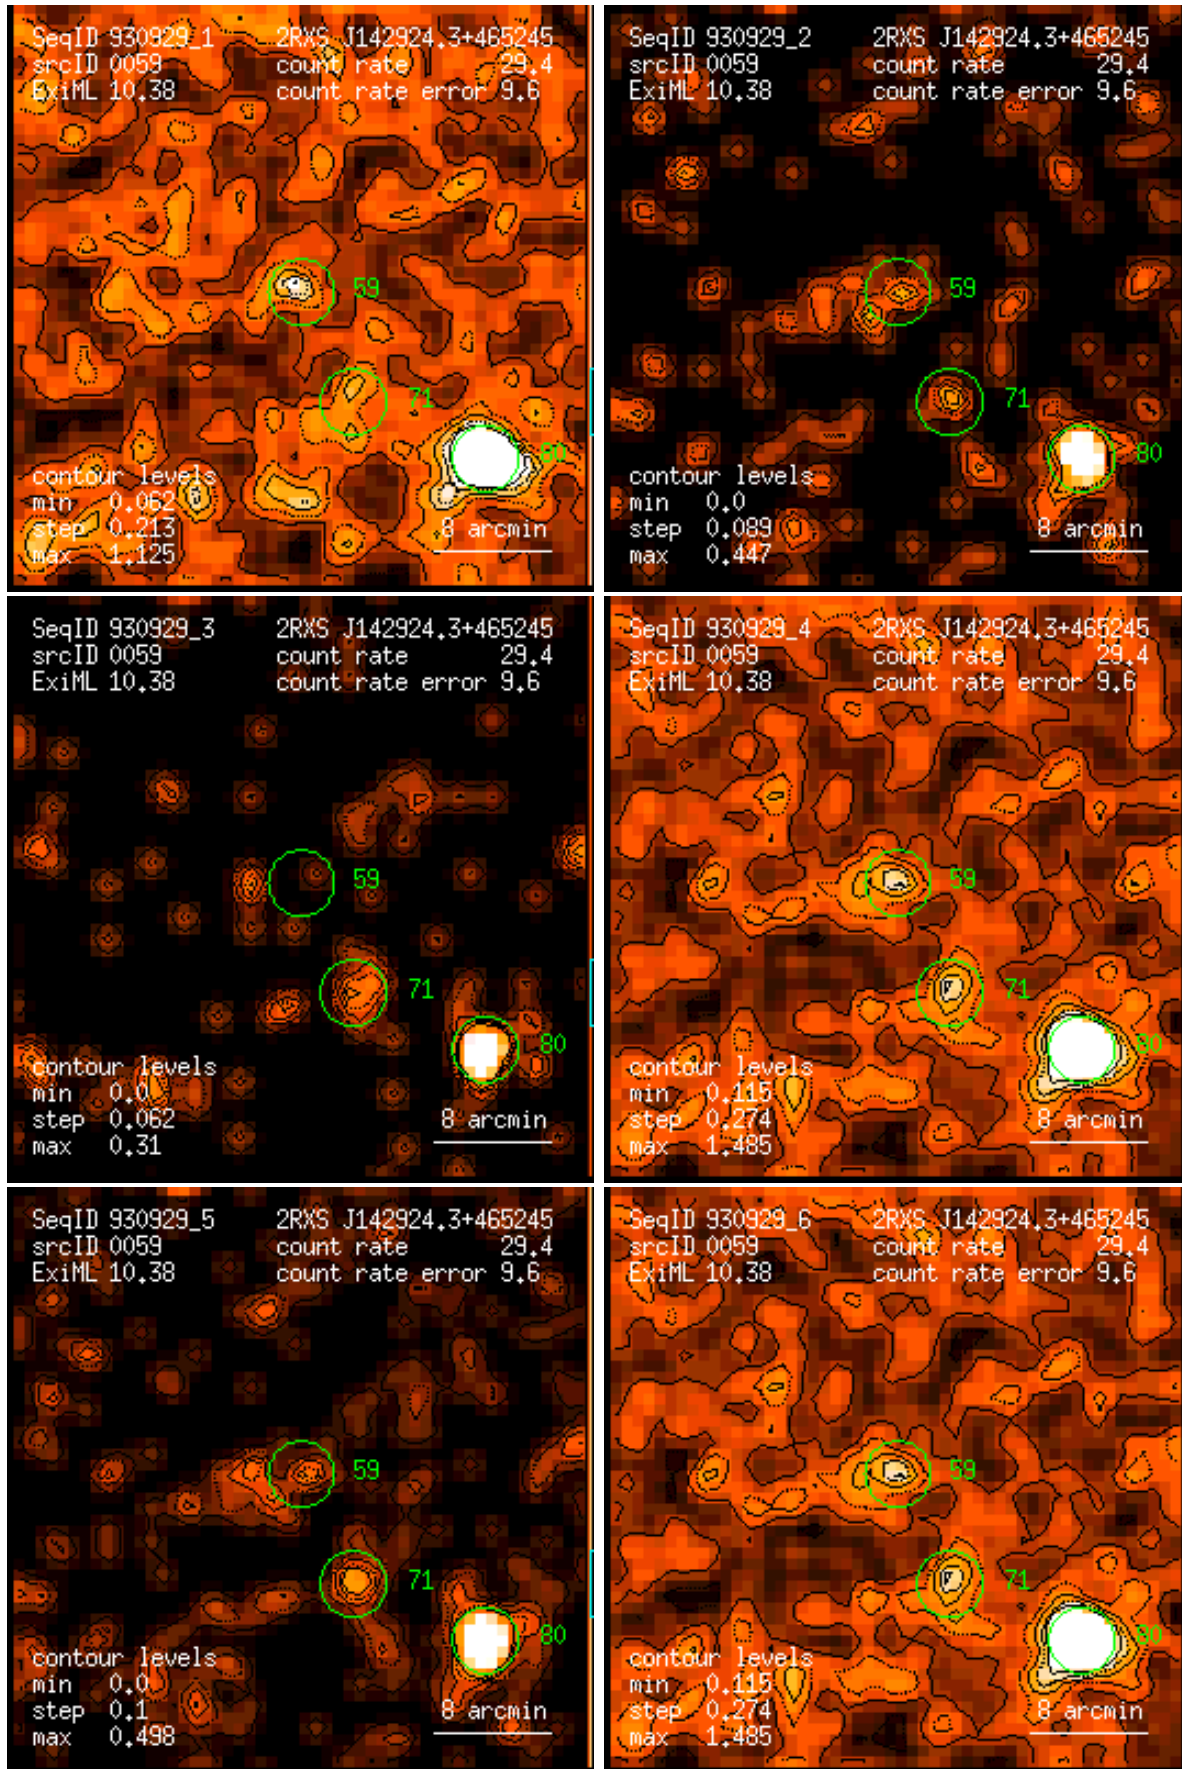 SeqID 930929_1 2RXS J142924.3+465245
srcID 0059 count rate 29.4
ExiML 10.38 count rate error 9.6
59
71
80
contour levels
min 0.062
step 0.213 8 arcmin
max 1.125
SeqID 930929_2 2RXS J142924.3+465245
srcID 0059 count rate 29.4
ExiML 10.38 count rate error 9.6
59
71
80
contour levels
min 0.0
step 0.089 8 arcmin
max 0.447
SeqID 930929_3 2RXS J142924.3+465245
srcID 0059 count rate 29.4
ExiML 10.38 count rate error 9.6
59
71
80
contour levels
min 0.0
step 0.062 8 arcmin
max 0.31
SeqID 930929_4 2RXS J142924.3+465245
srcID 0059 count rate 29.4
ExiML 10.38 count rate error 9.6
59
71
80
contour levels
min 0.115
step 0.274 8 arcmin
max 1.485
SeqID 930929_5 2RXS J142924.3+465245
srcID 0059 count rate 29.4
ExiML 10.38 count rate error 9.6
59
71
80
contour levels
min 0.0
step 0.1 8 arcmin
max 0.498
SeqID 930929_6 2RXS J142924.3+465245
srcID 0059 count rate 29.4
ExiML 10.38 count rate error 9.6
59
71
80
contour levels
min 0.115
step 0.274 8 arcmin
max 1.485